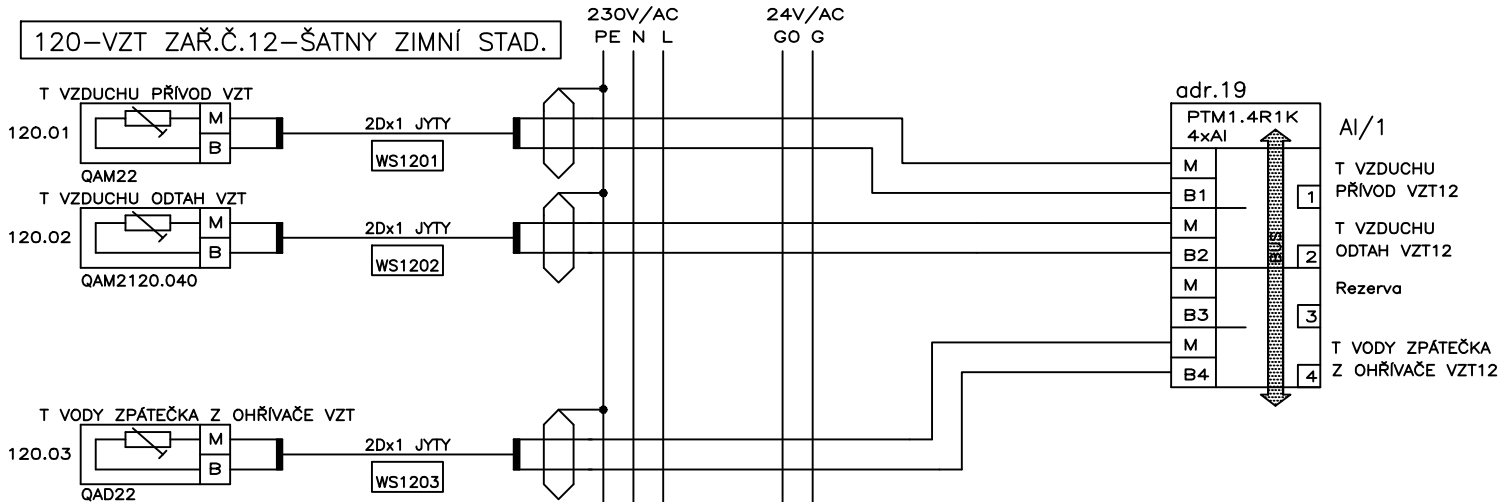 120-VZT ZAŘ.Č.12-ŠATNY ZIMNÍ STAD.
230V/AC
PE N L
24V/AC
G0 G
T VZDUCHU PŘÍVOD VZT
120.01
M
B
QAM22
2Dx1 JYTY
WS1201
T VZDUCHU ODTAH VZT
120.02
M
B
QAM2120.040
2Dx1 JYTY
WS1202
T VODY ZPÁTEČKA Z OHŘÍVAČE VZT
120.03
M
B
QAD22
2Dx1 JYTY
WS1203
adr.19
PTM1.4R1K
4xAI
AI/1
BUS
M
B1
1
T VZDUCHU
PŘÍVOD VZT12
M
B2
2
T VZDUCHU
ODTAH VZT12
M
B3
3
Rezerva
M
B4
4
T VODY ZPÁTEČKA
Z OHŘÍVAČE VZT12